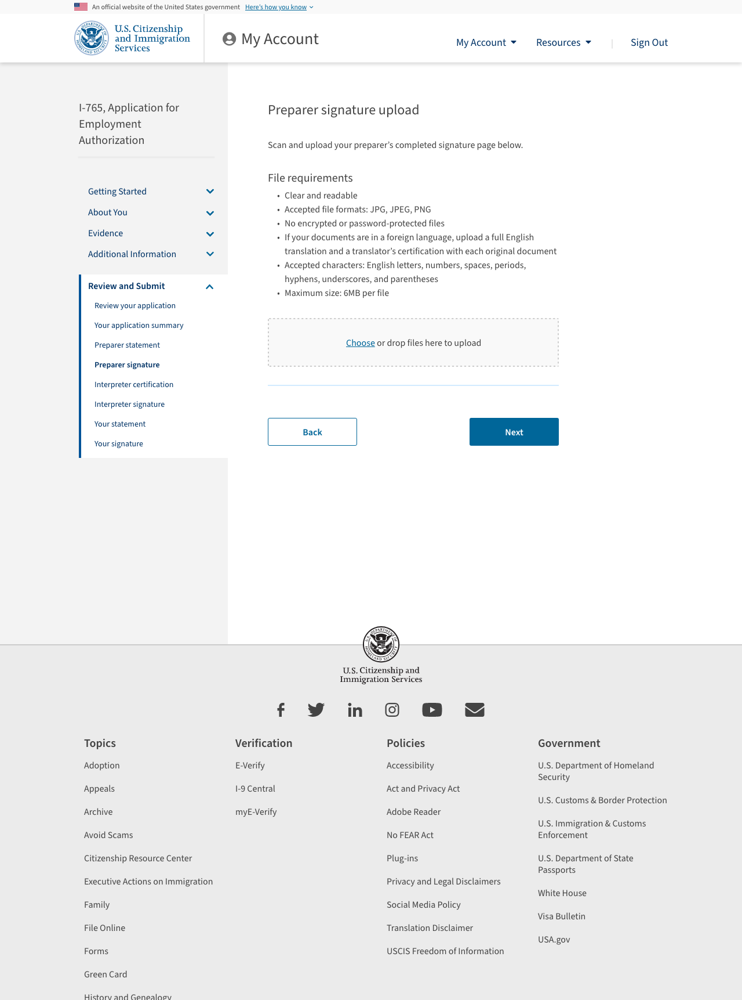 An official website of the United States government Here's how you know
U.S. Citizenship
and Immigration
Services
My Account
My Account
Resources
Sign Out
I-765, Application for
Employment
Authorization
Getting Started
About You
Evidence
Additional Information
Review and Submit
Review your application
Your application summary
Preparer statement
Preparer signature
Interpreter certification
Interpreter signature
Your statement
Your signature
Preparer signature upload
Scan and upload your preparer’s completed signature page below.
File requirements
• Clear and readable
• Accepted file formats: JPG, JPEG, PNG
• No encrypted or password-protected files
• If your documents are in a foreign language, upload a full English
translation and a translator’s certification with each original document
• Accepted characters: English letters, numbers, spaces, periods,
hyphens, underscores, and parentheses
• Maximum size: 6MB per file
Choose or drop files here to upload
Back
Next
U.S. DEPARTMENT OF
HOMELAND SECURITY
U.S. Citizenship and
Immigration Services
Topics
Adoption
Appeals
Archive
Avoid Scams
Citizenship Resource Center
Executive Actions on Immigration
Family
File Online
Forms
Green Card
History and Genealogy
Verification
E-Verify
I-9 Central
myE-Verify
Policies
Accessibility
Act and Privacy Act
Adobe Reader
No FEAR Act
Plug-ins
Privacy and Legal Disclaimers
Social Media Policy
Translation Disclaimer
USCIS Freedom of Information
Government
U.S. Department of Homeland
Security
U.S. Customs & Border Protection
U.S. Immigration & Customs
Enforcement
U.S. Department of State
Passports
White House
Visa Bulletin
USA.gov